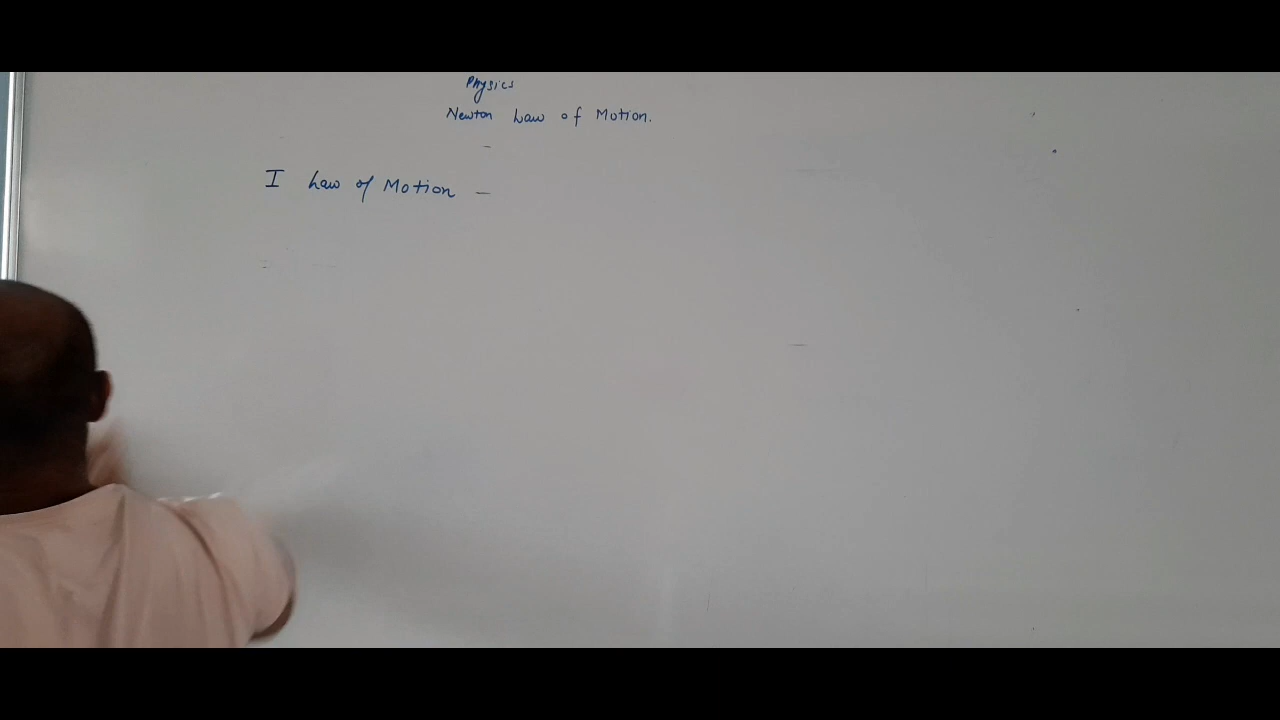 Physics
Newton Law of Motion.
I Law of Motion –